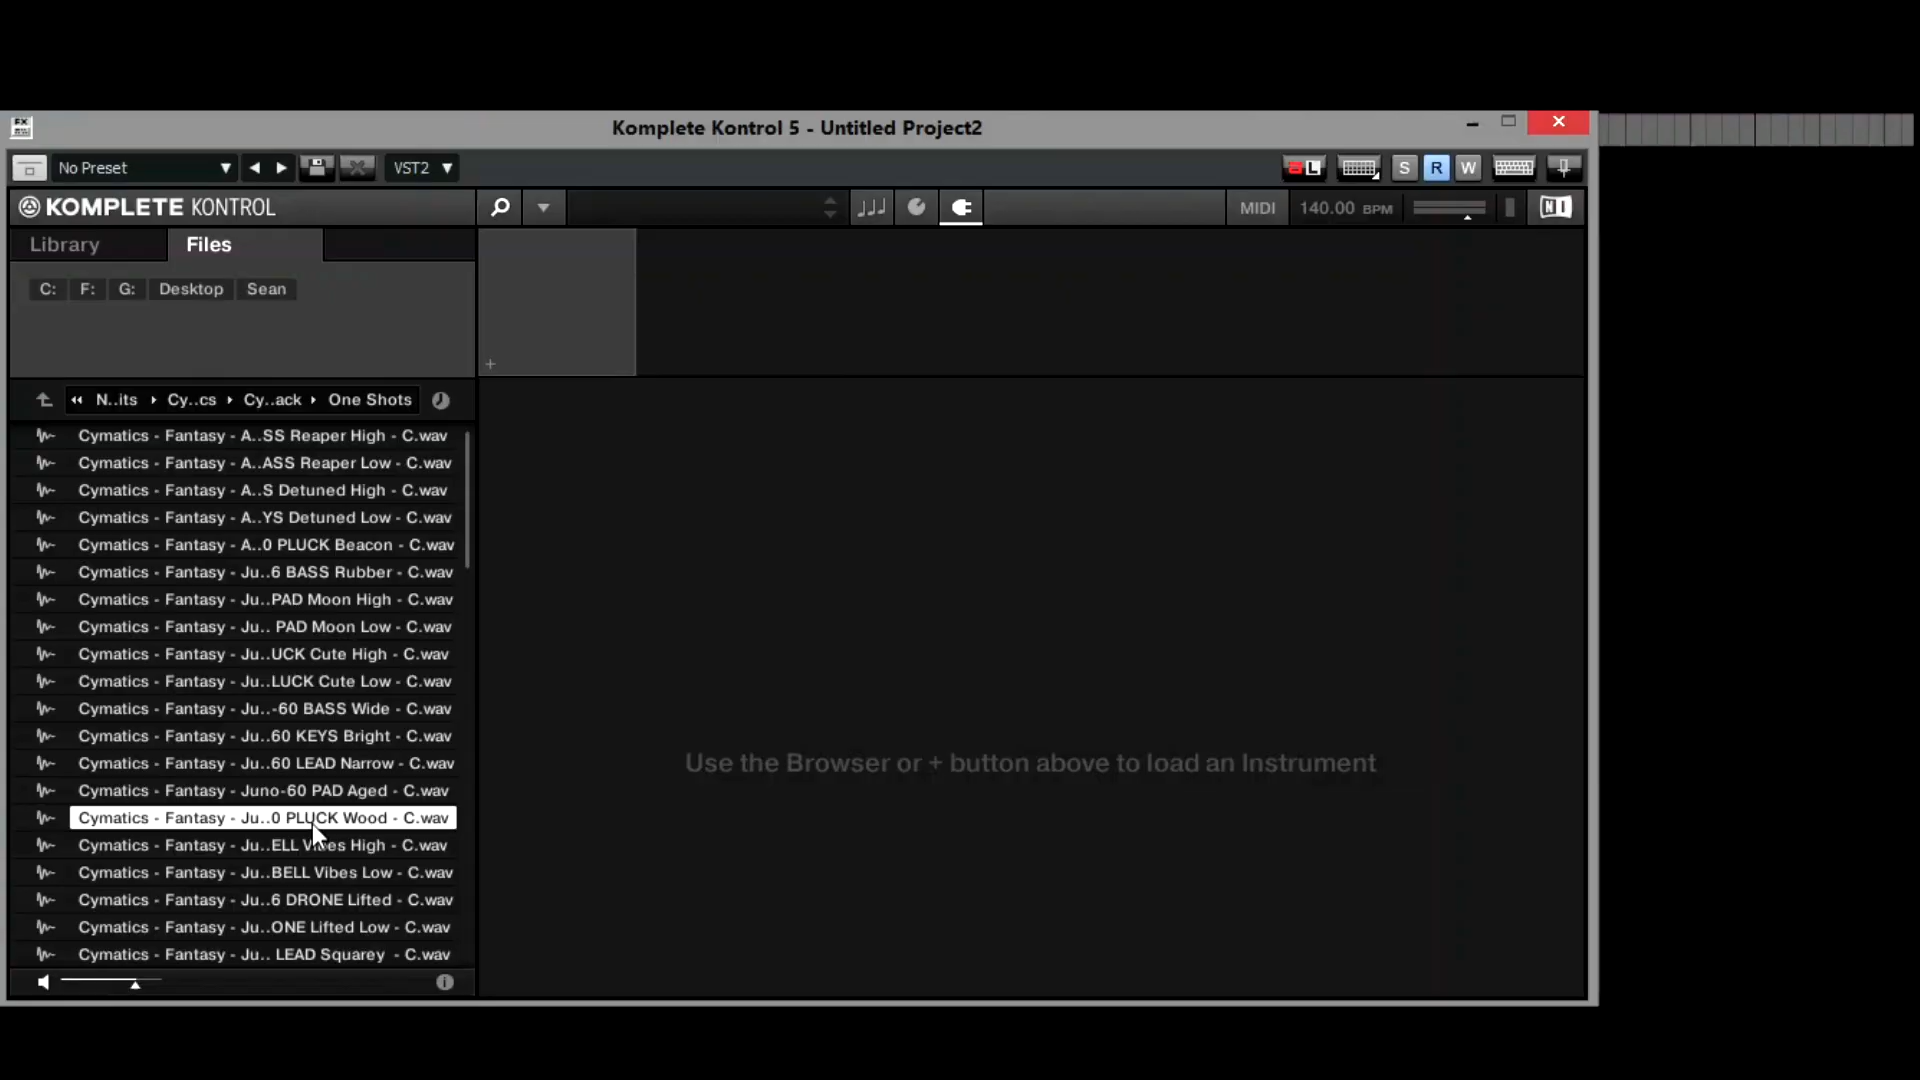 FX
Komplete Kontrol 5 - Untitled Project2
No Preset
VST2
L
S
R
W
KOMPLETE KONTROL
MIDI
140.00 BPM
NI
Library
Files
C:
F:
G:
Desktop
Sean
+
N..its
Cy..cs
Cy..ack
One Shots
Cymatics - Fantasy - A..SS Reaper High - C.wav
Cymatics - Fantasy - A..ASS Reaper Low - C.wav
Cymatics - Fantasy - A..S Detuned High - C.wav
Cymatics - Fantasy - A..YS Detuned Low - C.wav
Cymatics - Fantasy - A..0 PLUCK Beacon - C.wav
Cymatics - Fantasy - Ju..6 BASS Rubber - C.wav
Cymatics - Fantasy - Ju..PAD Moon High - C.wav
Cymatics - Fantasy - Ju.. PAD Moon Low - C.wav
Cymatics - Fantasy - Ju..UCK Cute High - C.wav
Cymatics - Fantasy - Ju..LUCK Cute Low - C.wav
Cymatics - Fantasy - Ju..-60 BASS Wide - C.wav
Cymatics - Fantasy - Ju..60 KEYS Bright - C.wav
Cymatics - Fantasy - Ju..60 LEAD Narrow - C.wav
Cymatics - Fantasy - Juno-60 PAD Aged - C.wav
Cymatics - Fantasy - Ju..0 PLUCK Wood - C.wav
Cymatics - Fantasy - Ju..ELL Vibes High - C.wav
Cymatics - Fantasy - Ju..BELL Vibes Low - C.wav
Cymatics - Fantasy - Ju..6 DRONE Lifted - C.wav
Cymatics - Fantasy - Ju..ONE Lifted Low - C.wav
Cymatics - Fantasy - Ju.. LEAD Squarey - C.wav
Use the Browser or + button above to load an Instrument